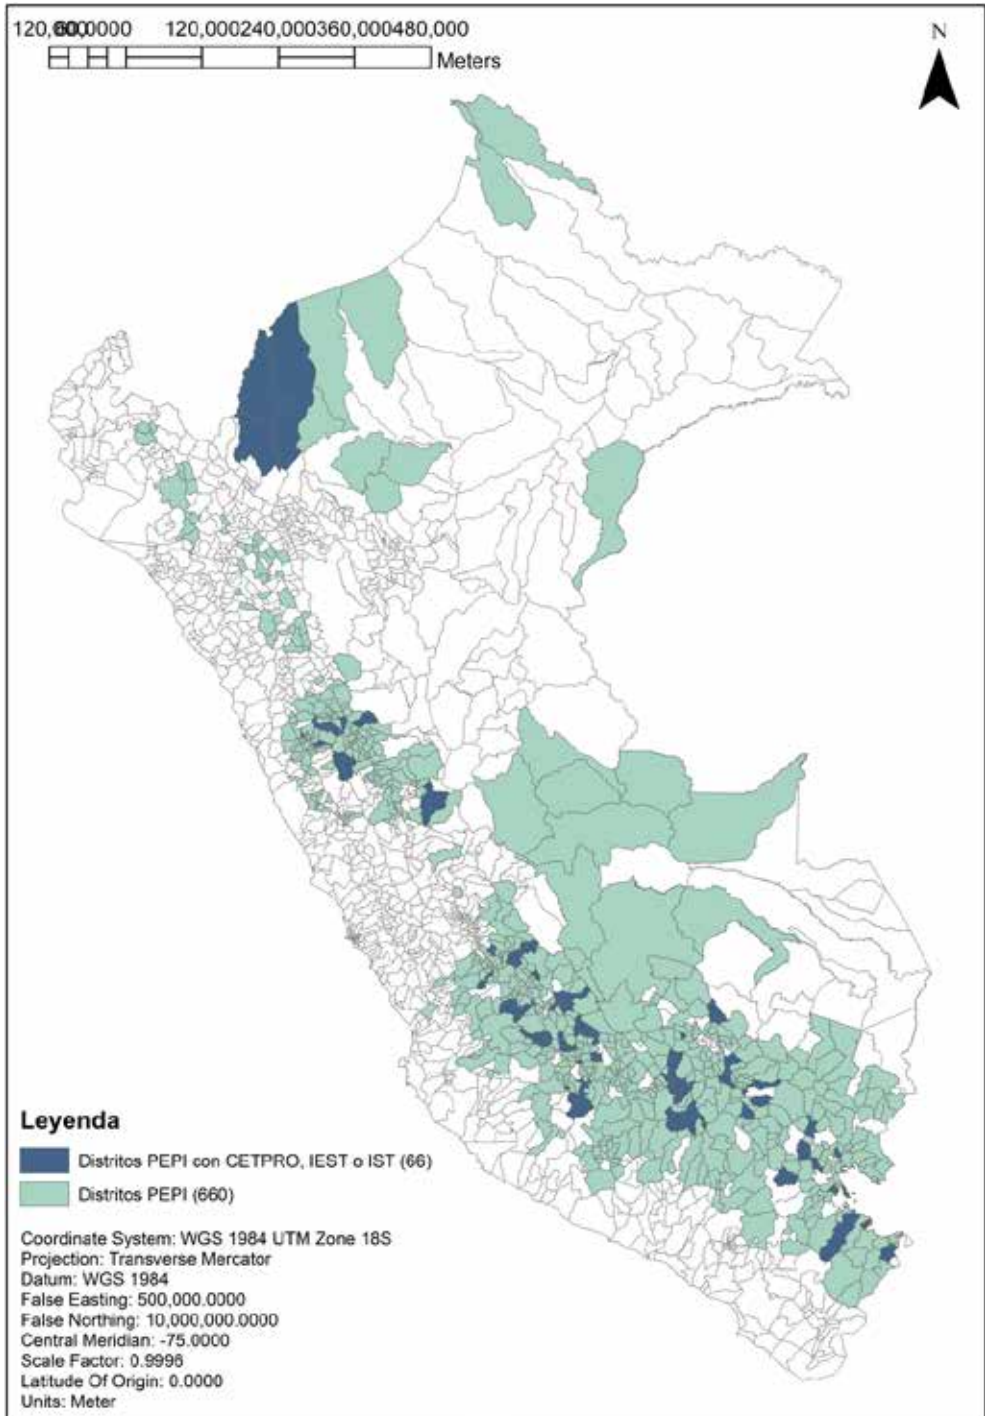 120,000 60,000 0 120,000 240,000 360,000 480,000
Meters
N
Leyenda
Distritos PEPI con CETPRO, IEST o IST (66)
Distritos PEPI (660)
Coordinate System: WGS 1984 UTM Zone 18S
Projection: Transverse Mercator
Datum: WGS 1984
False Easting: 500,000.0000
False Northing: 10,000,000.0000
Central Meridian: -75.0000
Scale Factor: 0.9996
Latitude Of Origin: 0.0000
Units: Meter